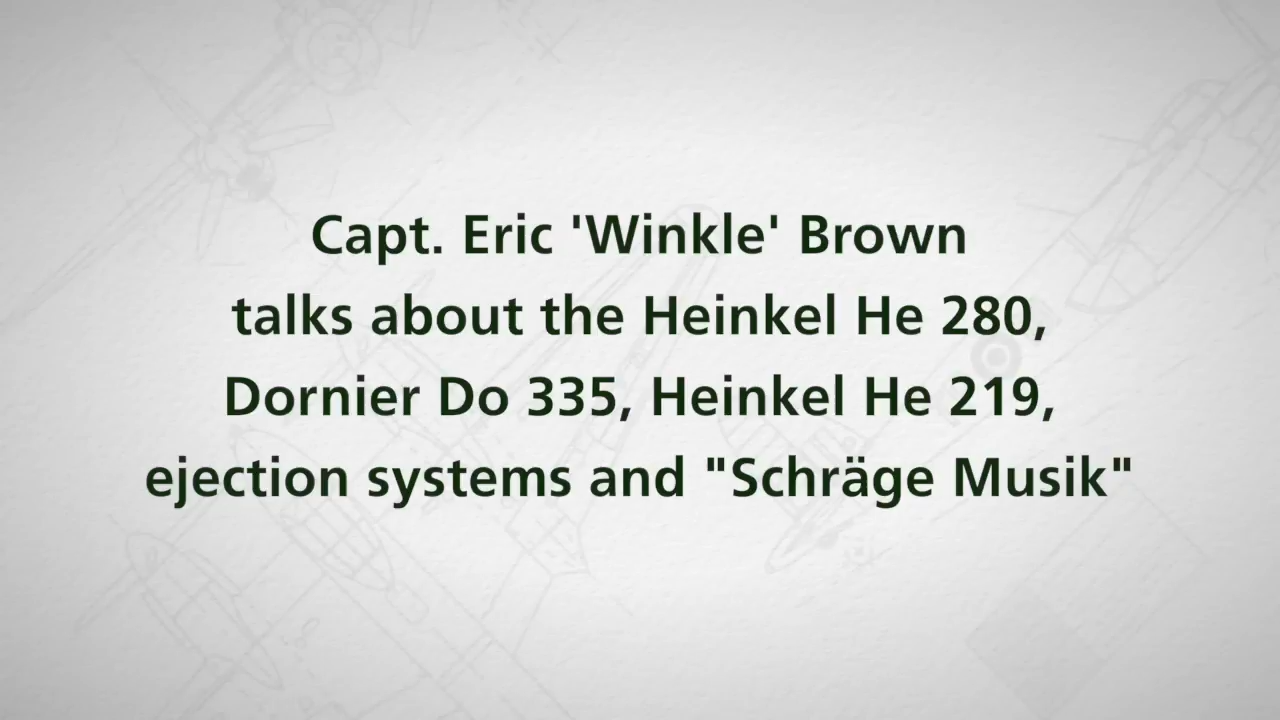 Capt. Eric 'Winkle' Brown
talks about the Heinkel He 280,
Dornier Do 335, Heinkel He 219,
ejection systems and "Schräge Musik"